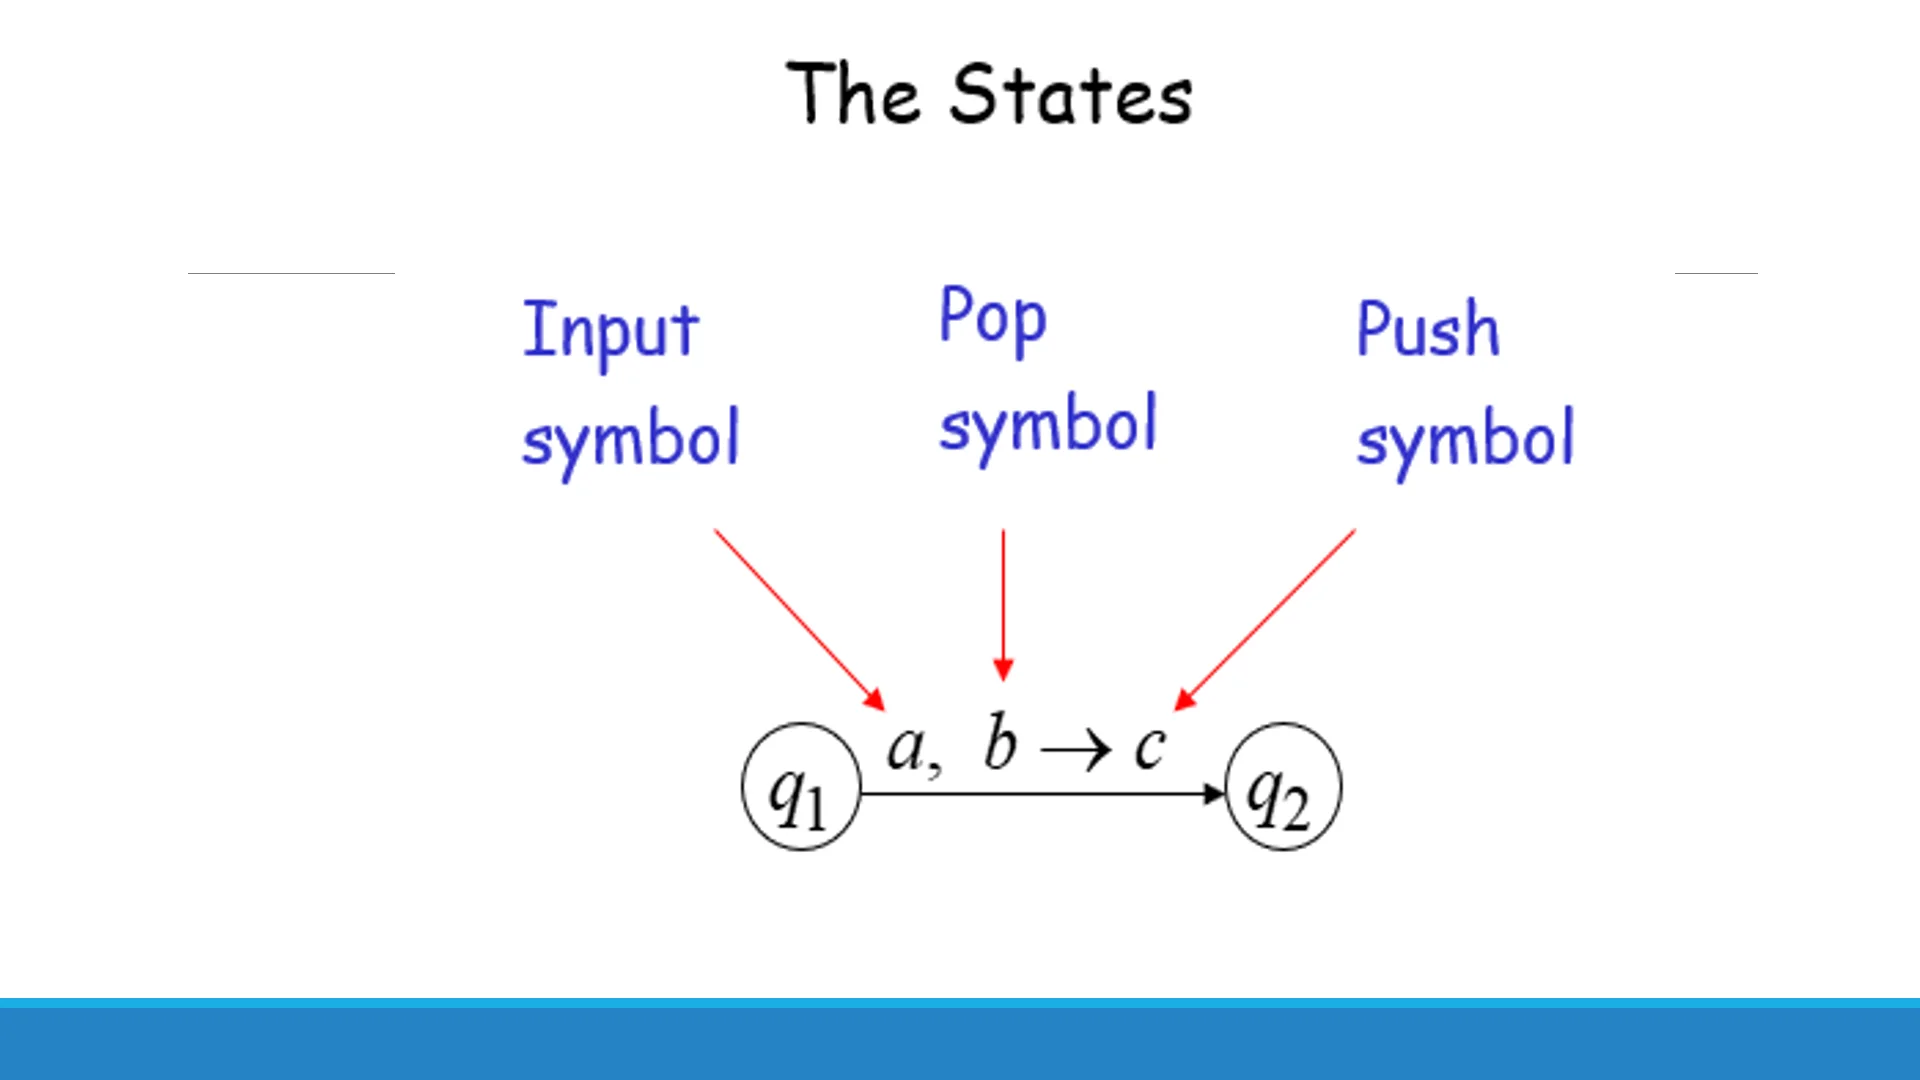 The States
Input
symbol
Pop
symbol
Push
symbol
a, b → c
q1
q2